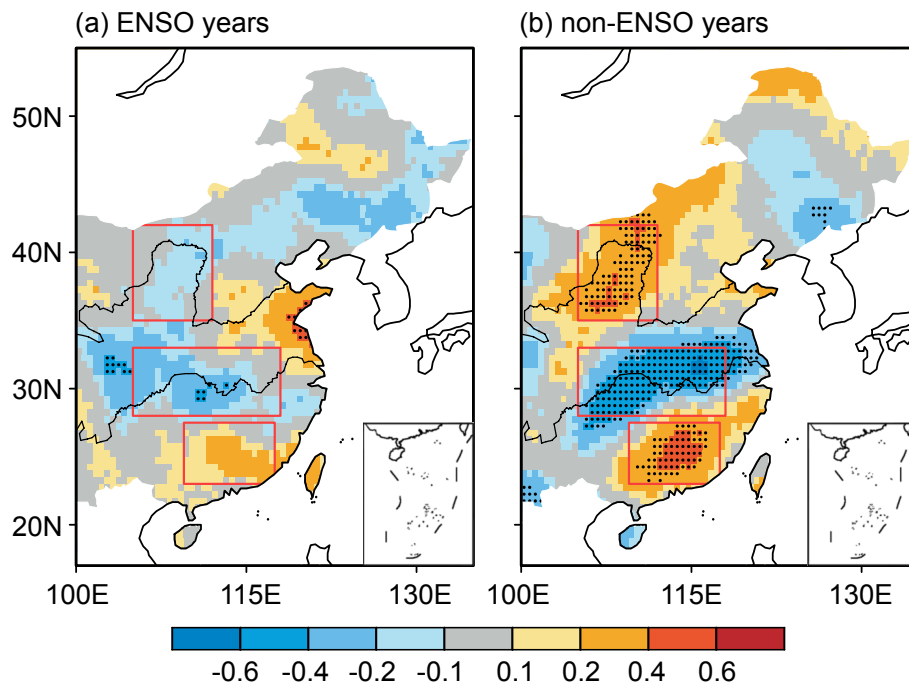 (a) ENSO years (b) non-ENSO years
50N
40N
30N
20N
100E 115E 130E 100E 115E 130E
-0.6 -0.4 -0.2 -0.1 0.1 0.2 0.4 0.6